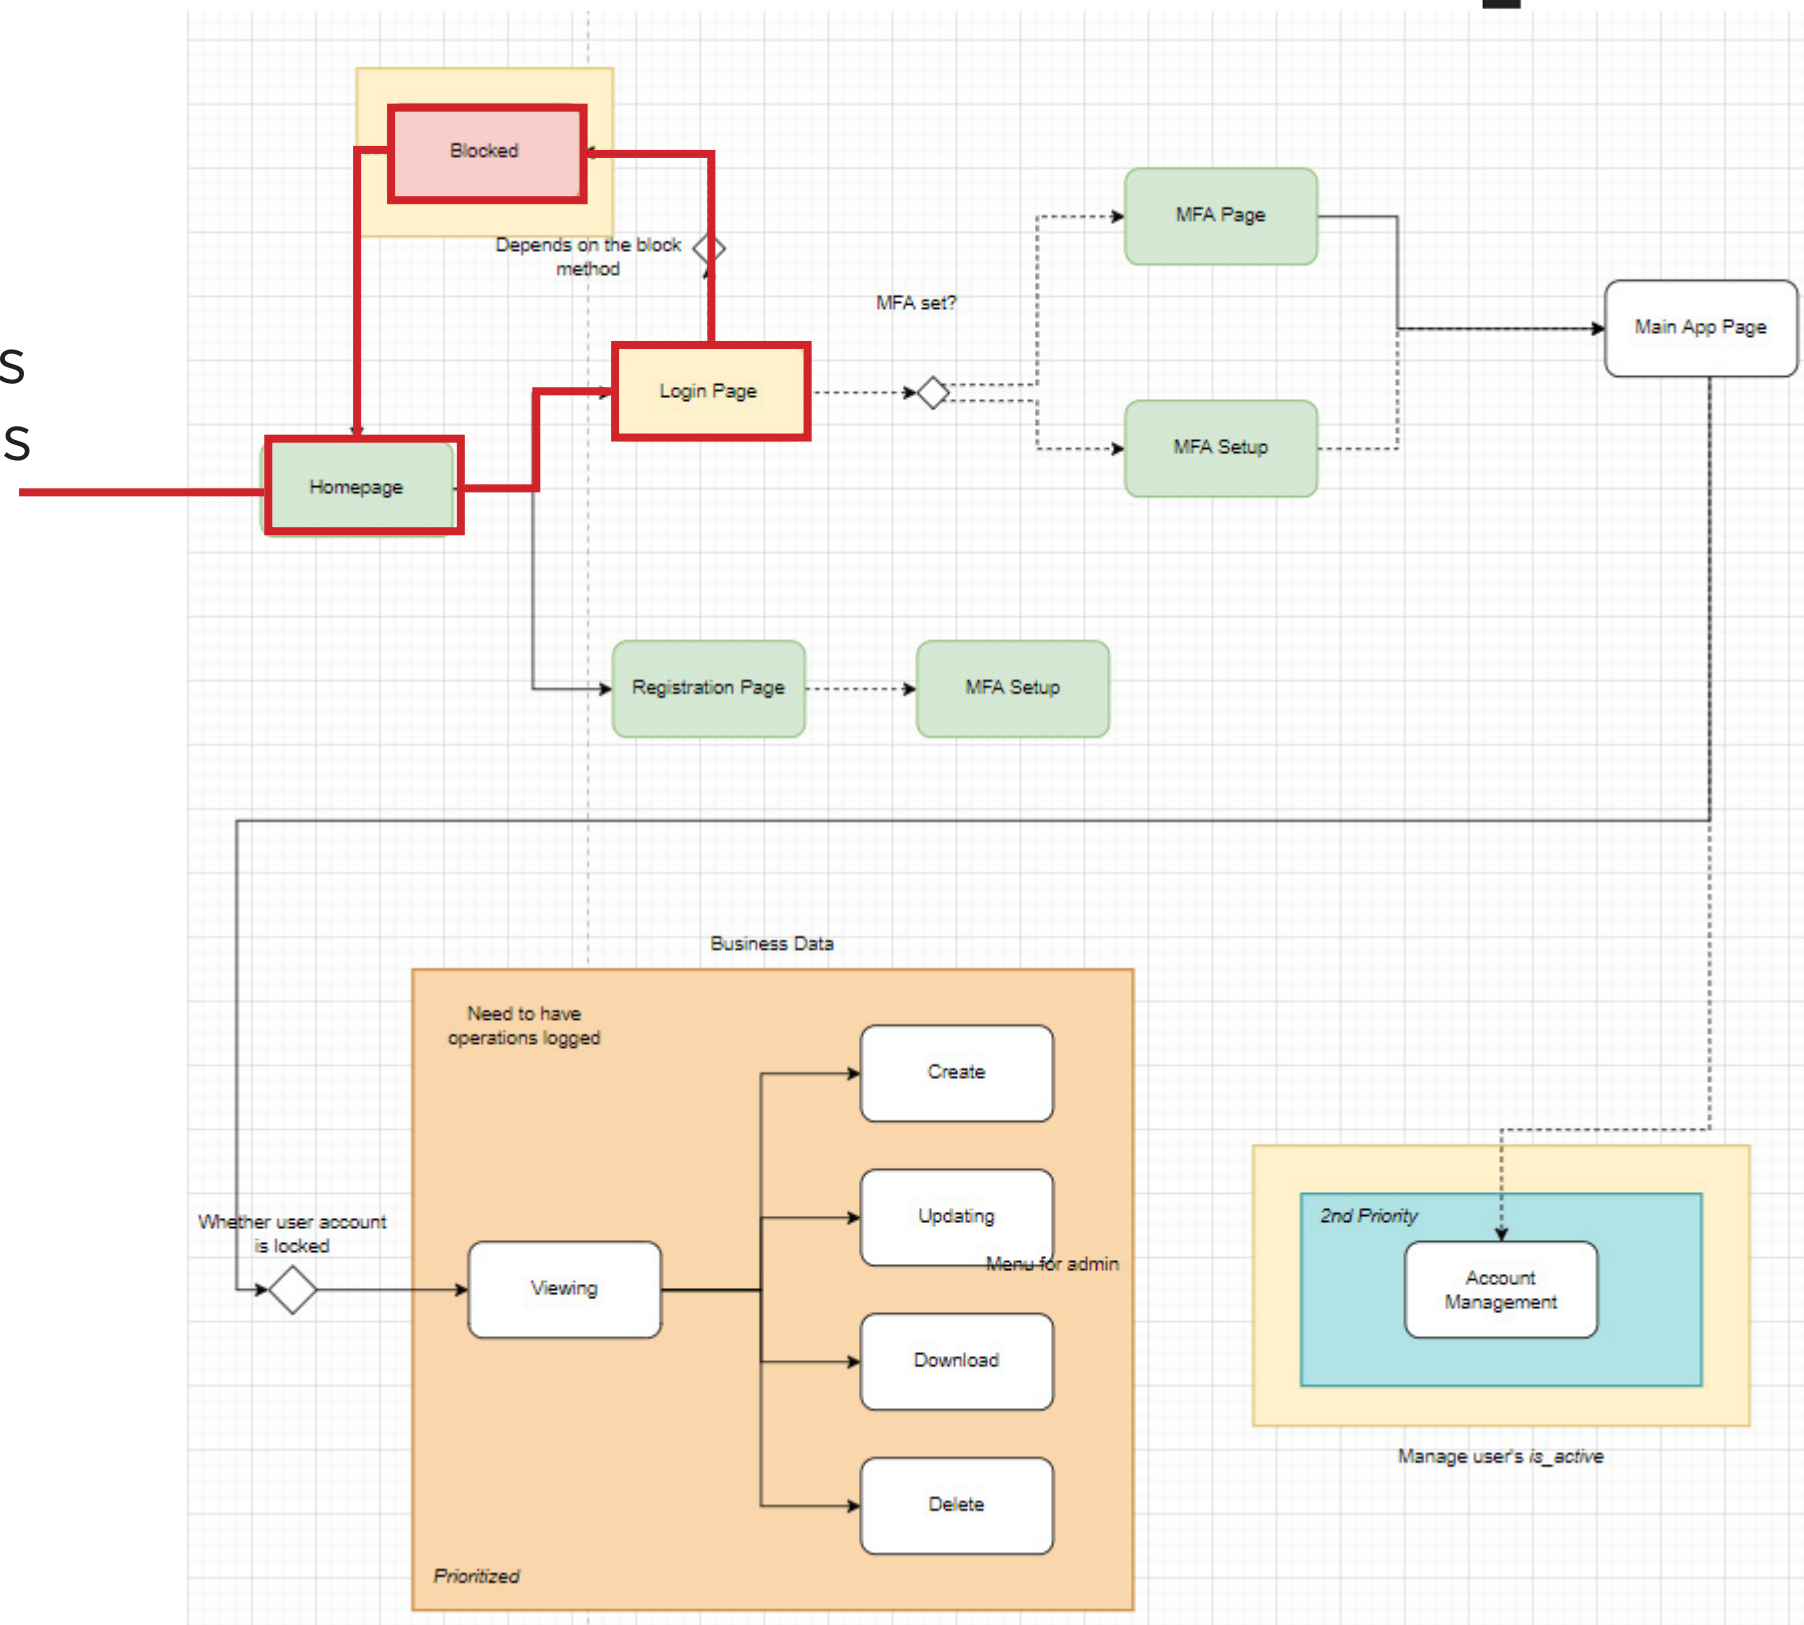 Blocked
Depends on the block
method
MFA Page
MFA set?
Main App Page
s
Login Page
s
MFA Setup
Homepage
Registration Page
MFA Setup
Business Data
Need to have
operations logged
Create
Whether user account
is locked
Updating
Menu for admin
Viewing
2nd Priority
Account
Management
Download
Manage user's is_active
Delete
Prioritized